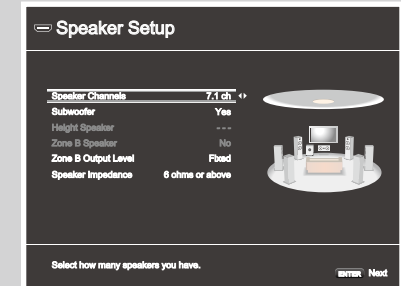 Speaker Setup
Speaker Channels 7.1 ch
Subwoofer Yes
Height Speaker ---
Zone B Speaker No
Zone B Output Level Fixed
Speaker Impedance 6 ohms or above
Select how many speakers you have.
ENTER Next